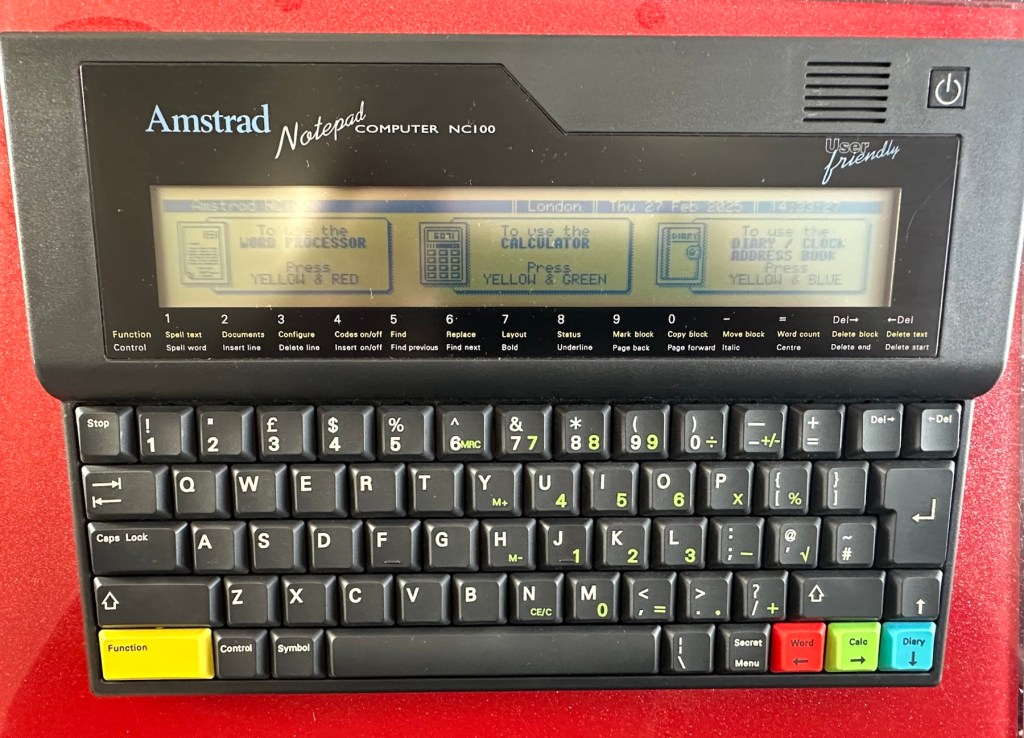 Amstrad Notepad COMPUTER NC100
User friendly
Amstrad London Thu 27 Feb 2025 14:33:27
To use the WORD PROCESSOR Press YELLOW & RED
To use the CALCULATOR Press YELLOW & GREEN
DIARY
To use the DIARY / CLOCK ADDRESS BOOK Press YELLOW & BLUE
1 2 3 4 5 6 7 8 9 0 − = Del→ ←Del
Function Spell text Documents Configure Codes on/off Find Replace Layout Status Mark block Copy block Move block Word count Delete block Delete text
Control Spell word Insert line Delete line Insert on/off Find previous Find next Bold Underline Page back Page forward Italic Centre Delete end Delete start
Stop ! 1 " 2 £ 3 $ 4 % 5 ^ 6 MRC & 7 7 * 8 8 ( 9 9 ) 0 ÷ — - +/- + = Del→ ←Del
Q W E R T Y M+ U 4 I 5 O 6 P X { [ % } ]
Caps Lock A S D F G H M- J 1 K 2 L 3 : ; − @ ' √ ~ #
Z X C V B N CE/C M 0 < , = > . . ? / + ↑
Function Control Symbol | \ Secret Menu Word ← Calc → Diary ↓